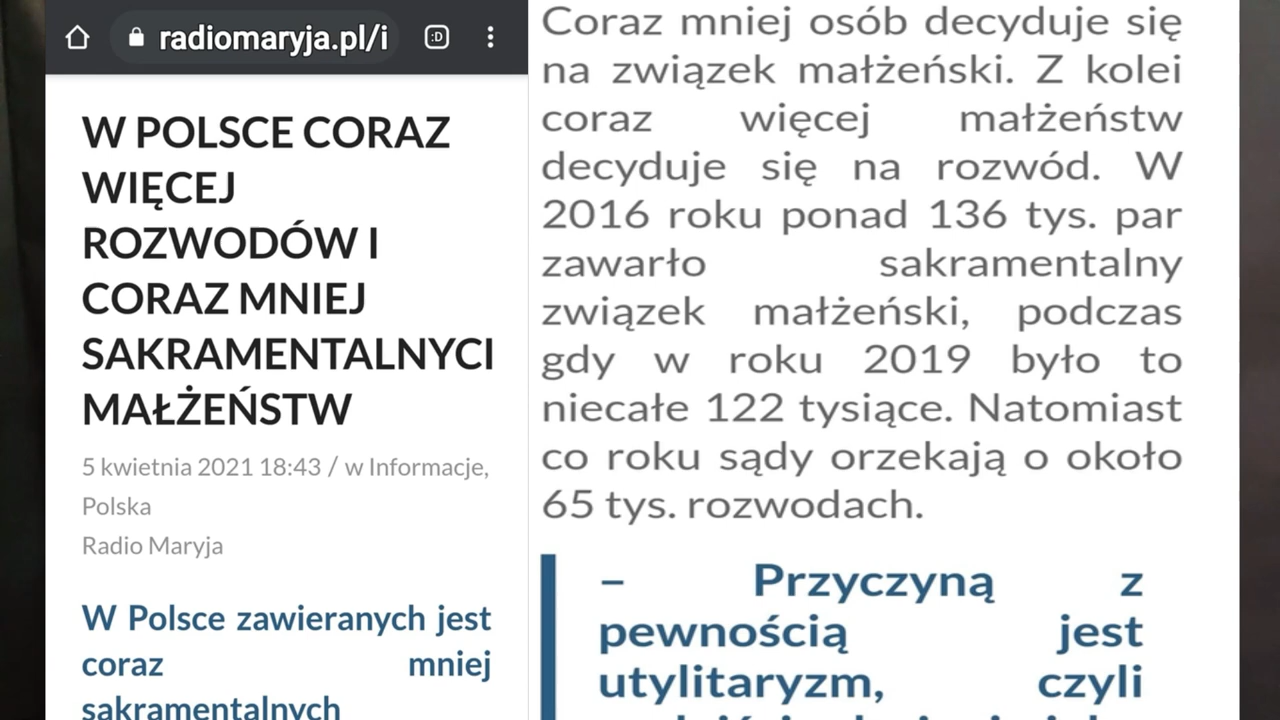 radiomaryja.pl/i
:D
W POLSCE CORAZ
WIĘCEJ
ROZWODÓW I
CORAZ MNIEJ
SAKRAMENTALNYCI
MAŁŻEŃSTW
5 kwietnia 2021 18:43 / w Informacje,
Polska
Radio Maryja
W Polsce zawieranych jest
coraz mniej
sakramentalnych
Coraz mniej osób decyduje się
na związek małżeński. Z kolei
coraz więcej małżeństw
decyduje się na rozwód. W
2016 roku ponad 136 tys. par
zawarło sakramentalny
związek małżeński, podczas
gdy w roku 2019 było to
niecałe 122 tysiące. Natomiast
co roku sądy orzekają o około
65 tys. rozwodach.
– Przyczyną z
pewnością jest
utylitaryzm, czyli